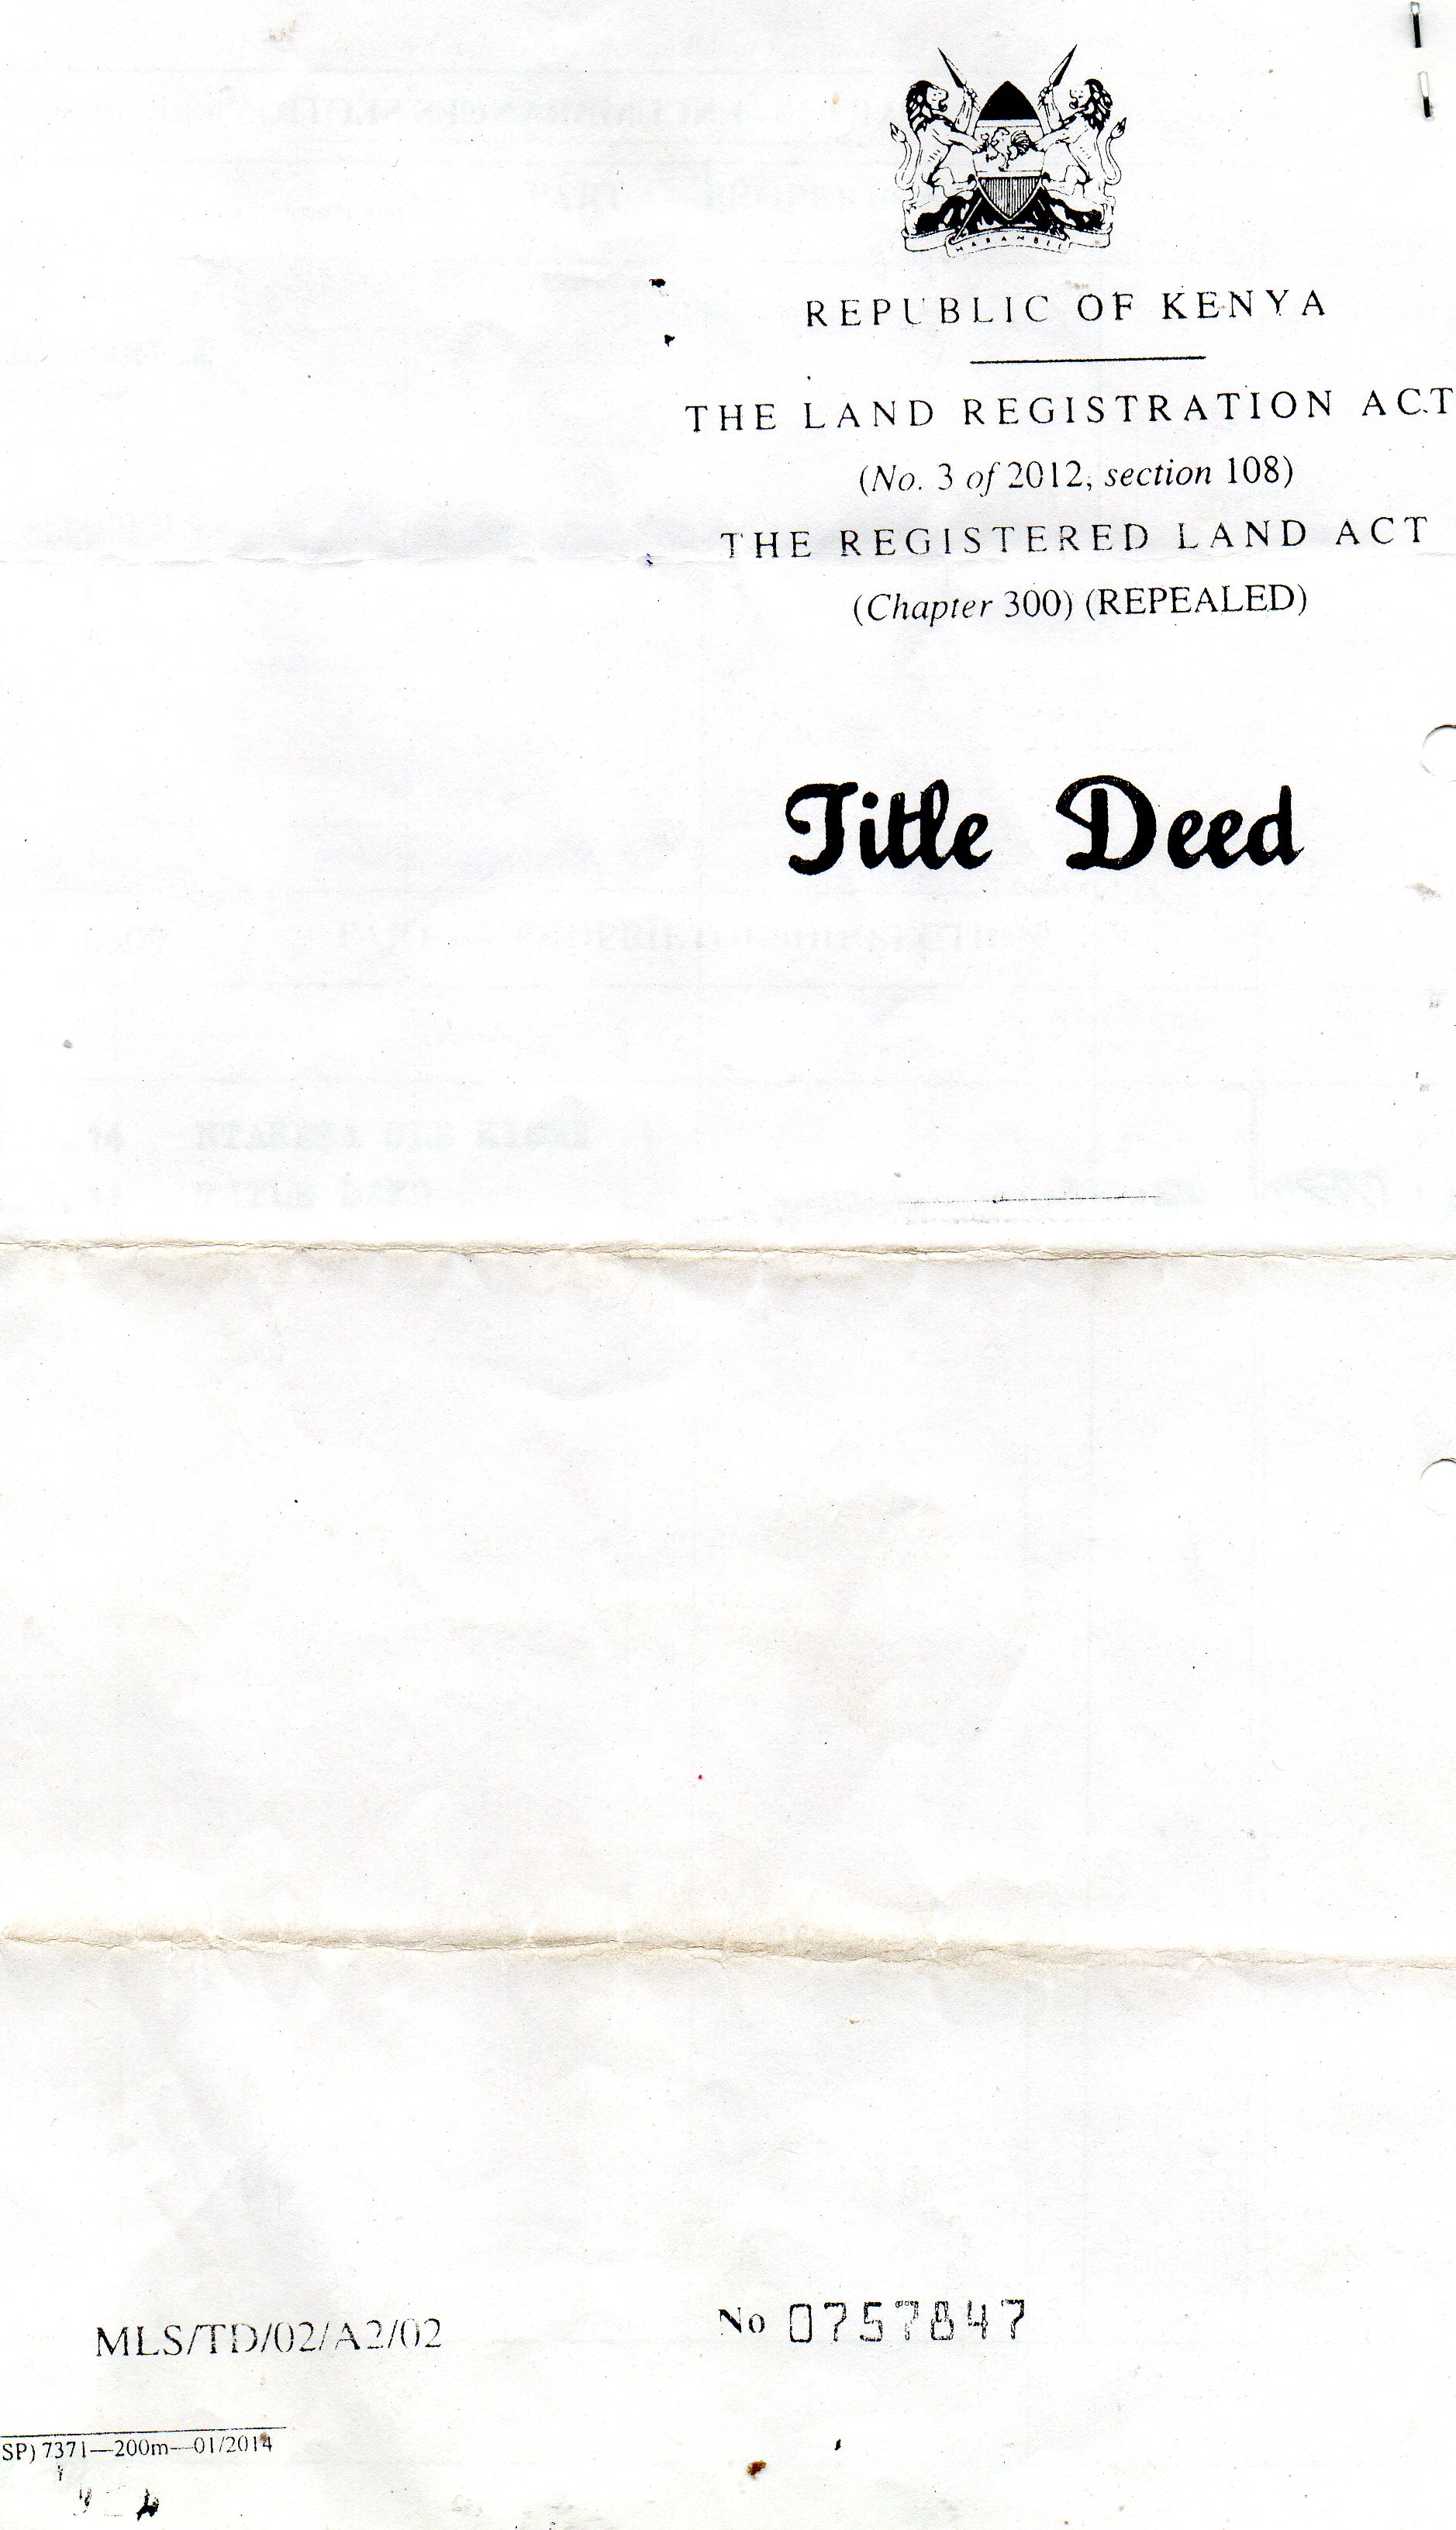 HARAMBEE
REPUBLIC OF KENYA
THE LAND REGISTRATION ACT
(No. 3 of 2012, section 108)
THE REGISTERED LAND ACT
(Chapter 300) (REPEALED)
Title Deed
MLS/TD/02/A2/02
No 0757847
SP) 7371—200m—01/2014